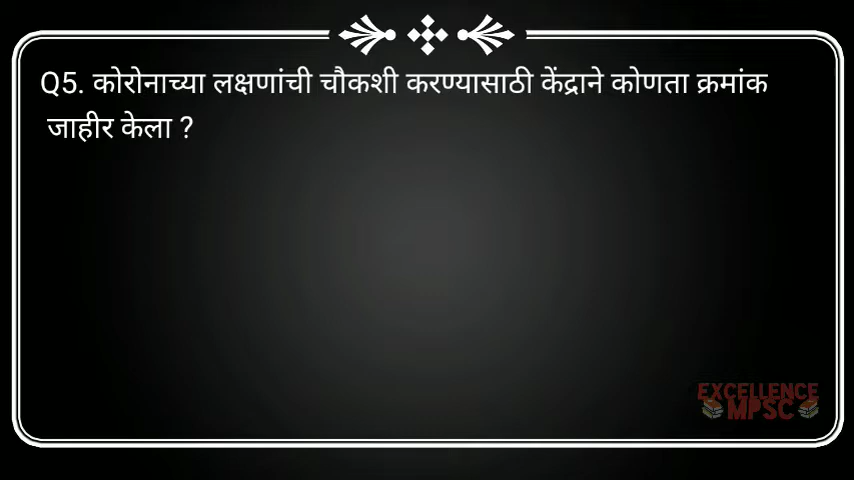 Q5. कोरोनाच्या लक्षणांची चौकशी करण्यासाठी केंद्राने कोणता क्रमांक
जाहीर केला ?
EXCELLENCE
MPSC